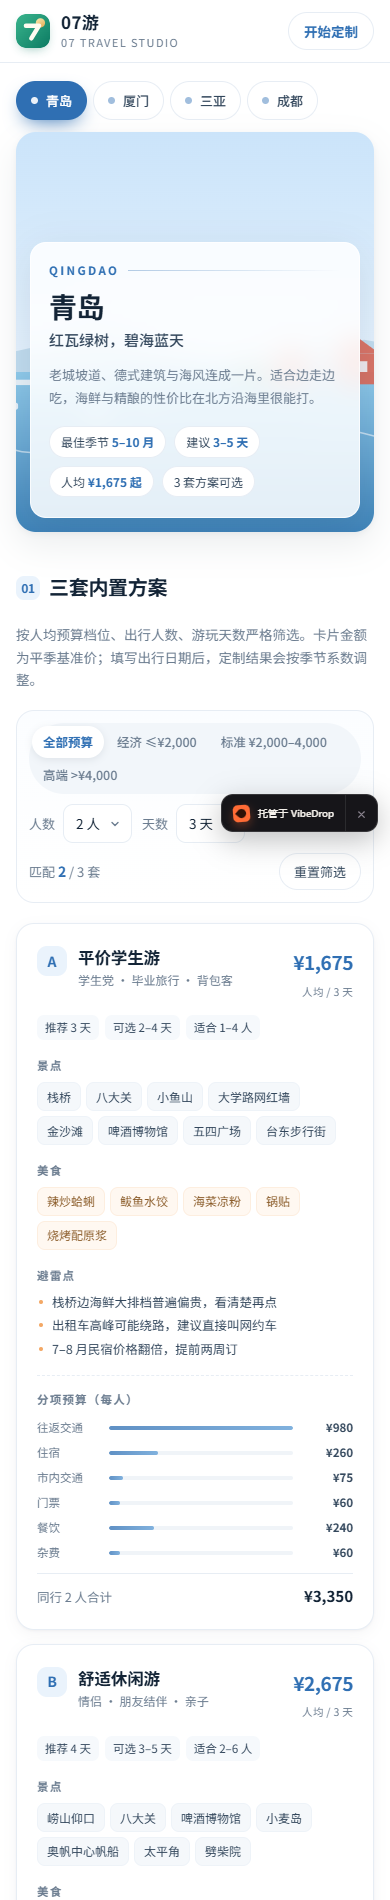 07游
07 TRAVEL STUDIO
开始定制
青岛
厦门
三亚
成都
QINGDAO
青岛
红瓦绿树，碧海蓝天
老城坡道、德式建筑与海风连成一片。适合边走边
吃，海鲜与精酿的性价比在北方沿海里很能打。
最佳季节 5–10 月
建议 3–5 天
人均 ¥1,675 起
3 套方案可选
01 三套内置方案
按人均预算档位、出行人数、游玩天数严格筛选。卡片金额
为平季基准价；填写出行日期后，定制结果会按季节系数调
整。
全部预算
经济 ≤¥2,000
标准 ¥2,000–4,000
高端 >¥4,000
人数 2 人
天数 3 天
托管于 VibeDrop ×
匹配 2 / 3 套
重置筛选
A 平价学生游
¥1,675
学生党 · 毕业旅行 · 背包客
人均 / 3 天
推荐 3 天
可选 2–4 天
适合 1–4 人
景点
栈桥 八大关 小鱼山 大学路网红墙
金沙滩 啤酒博物馆 五四广场 台东步行街
美食
辣炒蛤蜊 鲅鱼水饺 海菜凉粉 锅贴
烧烤配原浆
避雷点
栈桥边海鲜大排档普遍偏贵，看清楚再点
出租车高峰可能绕路，建议直接叫网约车
7–8 月民宿价格翻倍，提前两周订
分项预算（每人）
往返交通 ¥980
住宿 ¥260
市内交通 ¥75
门票 ¥60
餐饮 ¥240
杂费 ¥60
同行 2 人合计 ¥3,350
B 舒适休闲游
¥2,675
情侣 · 朋友结伴 · 亲子
人均 / 3 天
推荐 4 天
可选 3–5 天
适合 2–6 人
景点
崂山仰口 八大关 啤酒博物馆 小麦岛
奥帆中心帆船 太平角 劈柴院
美食